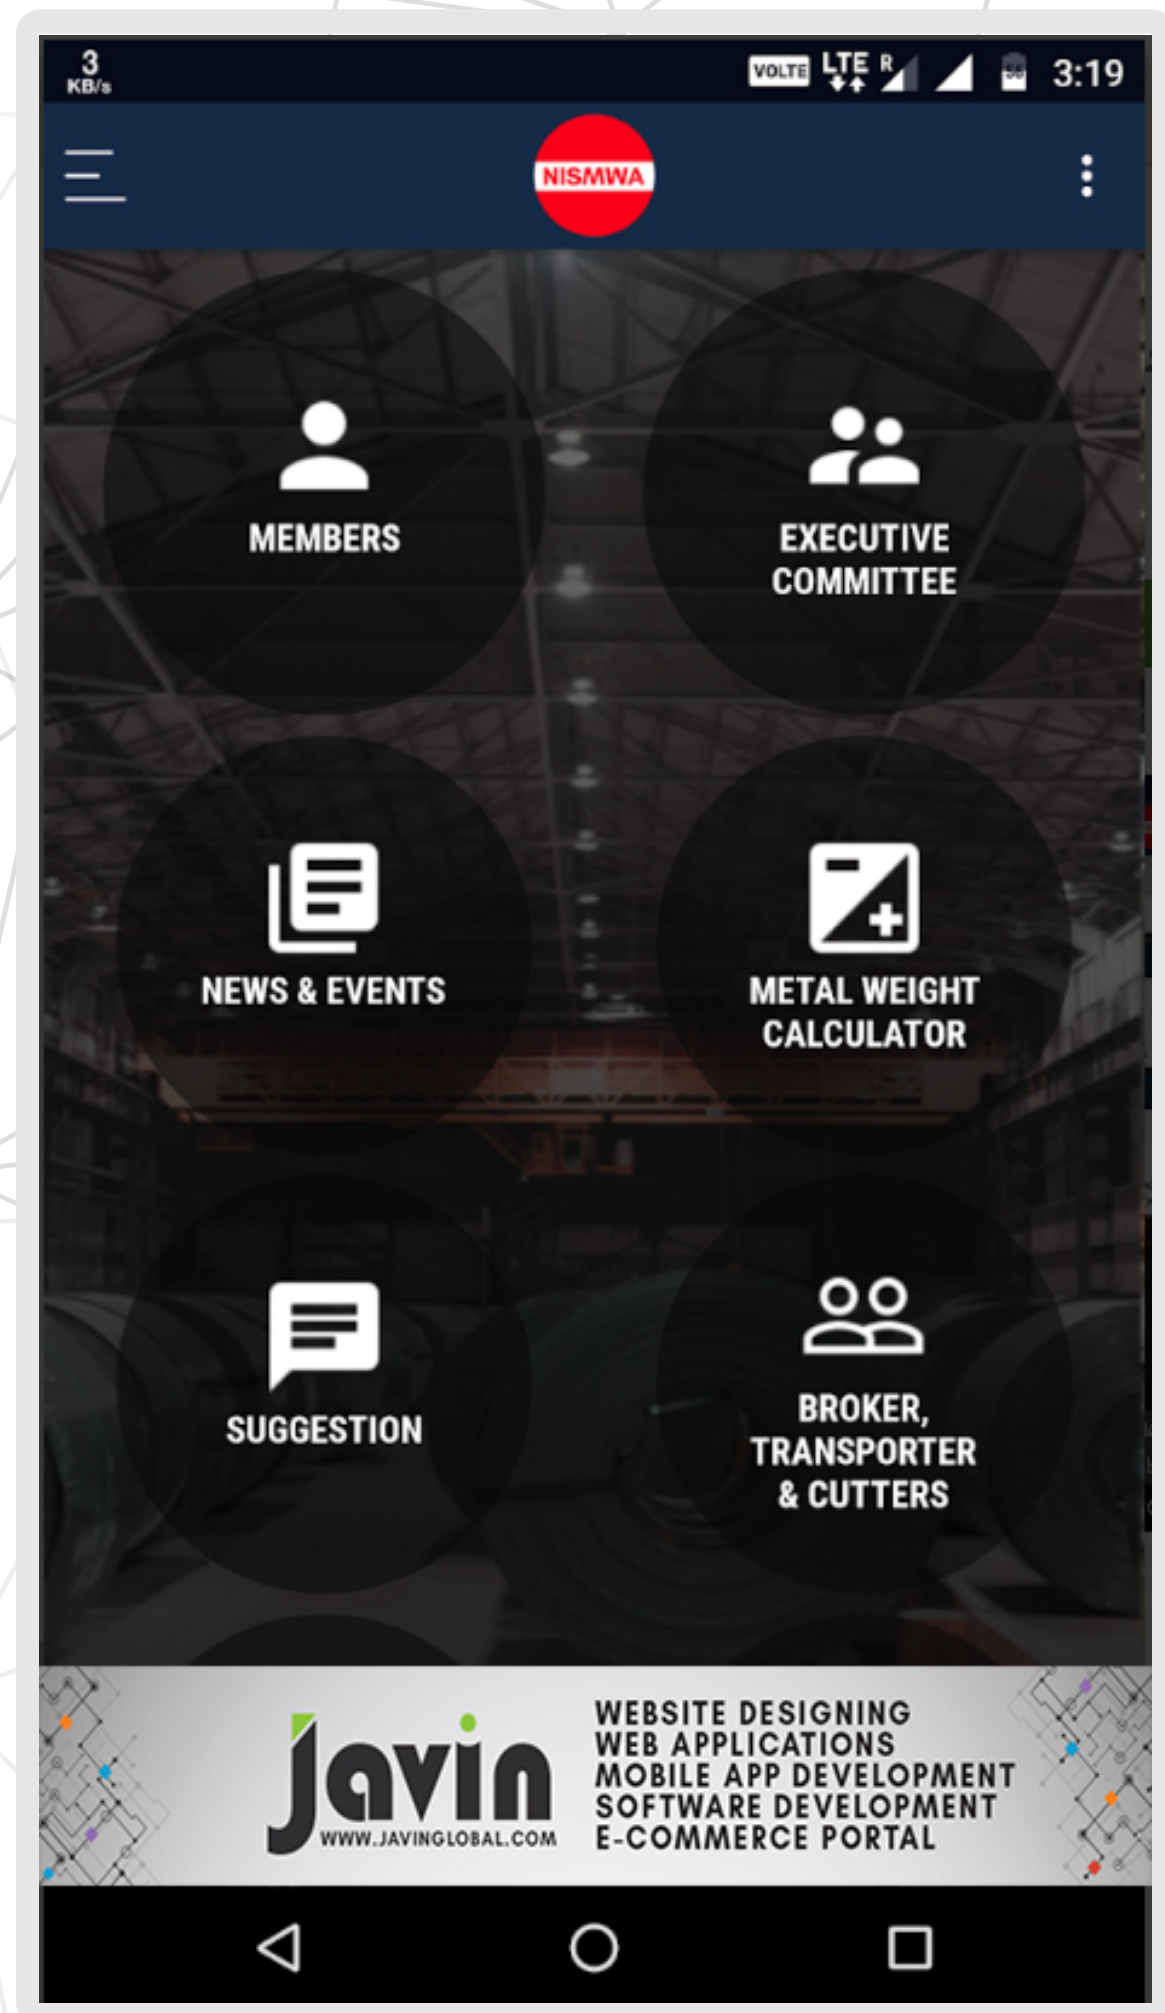 3
KB/s
VOLTE LTE R 56 3:19
NISMWA
MEMBERS
EXECUTIVE
COMMITTEE
NEWS & EVENTS
METAL WEIGHT
CALCULATOR
SUGGESTION
BROKER,
TRANSPORTER
& CUTTERS
javin
WWW.JAVINGLOBAL.COM
WEBSITE DESIGNING
WEB APPLICATIONS
MOBILE APP DEVELOPMENT
SOFTWARE DEVELOPMENT
E-COMMERCE PORTAL